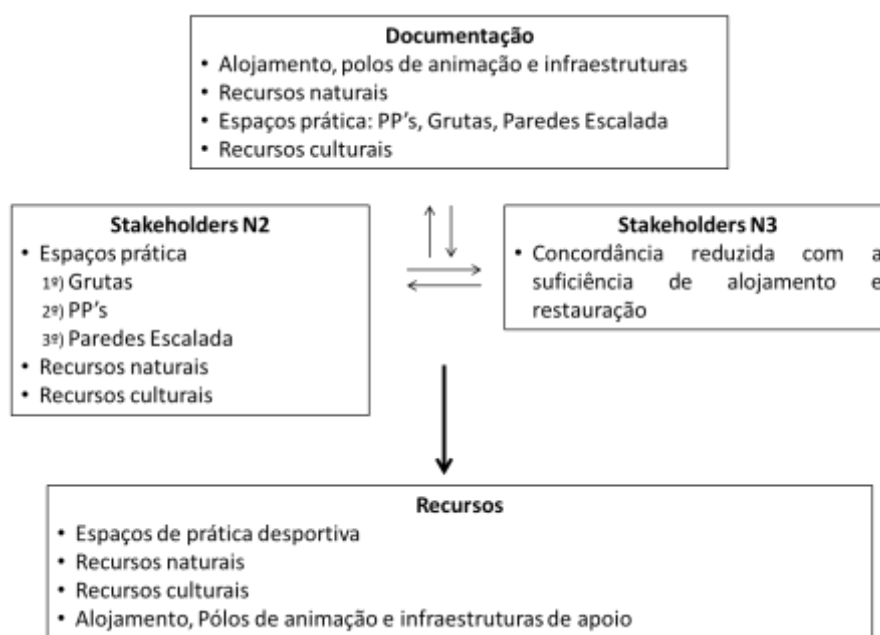 Documentação
• Alojamento, polos de animação e infraestruturas
• Recursos naturais
• Espaços prática: PP's, Grutas, Paredes Escalada
• Recursos culturais
Stakeholders N2
• Espaços prática
1º) Grutas
2º) PP's
3º) Paredes Escalada
• Recursos naturais
• Recursos culturais
Stakeholders N3
• Concordância reduzida com a
suficiência de alojamento e
restauração
Recursos
• Espaços de prática desportiva
• Recursos naturais
• Recursos culturais
• Alojamento, Pólos de animação e infraestruturas de apoio